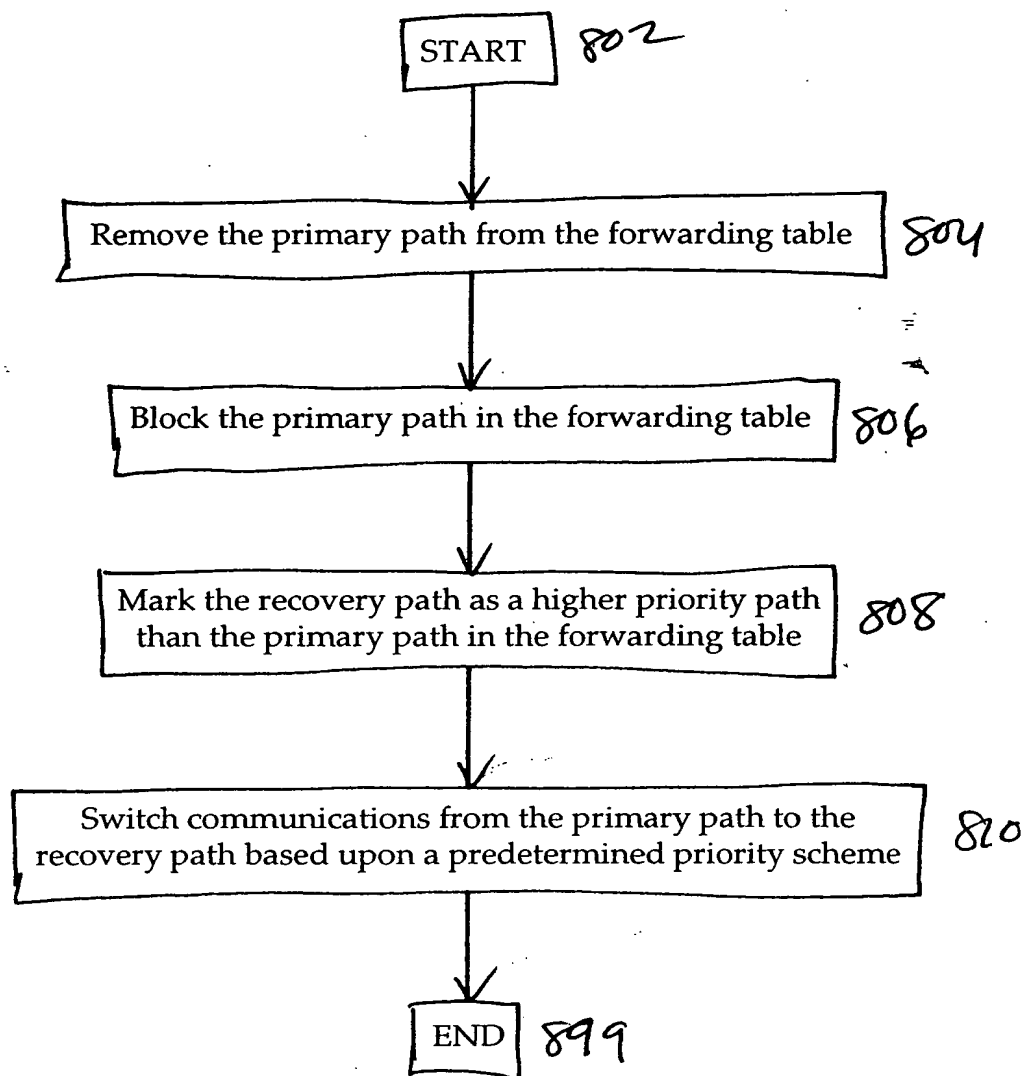 START 802
Remove the primary path from the forwarding table 804
Block the primary path in the forwarding table 806
Mark the recovery path as a higher priority path
than the primary path in the forwarding table 808
Switch communications from the primary path to the
recovery path based upon a predetermined priority scheme 810
END 899